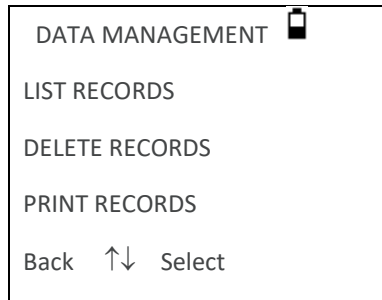 DATA MANAGEMENT
LIST RECORDS
DELETE RECORDS
PRINT RECORDS
Back ↑↓ Select